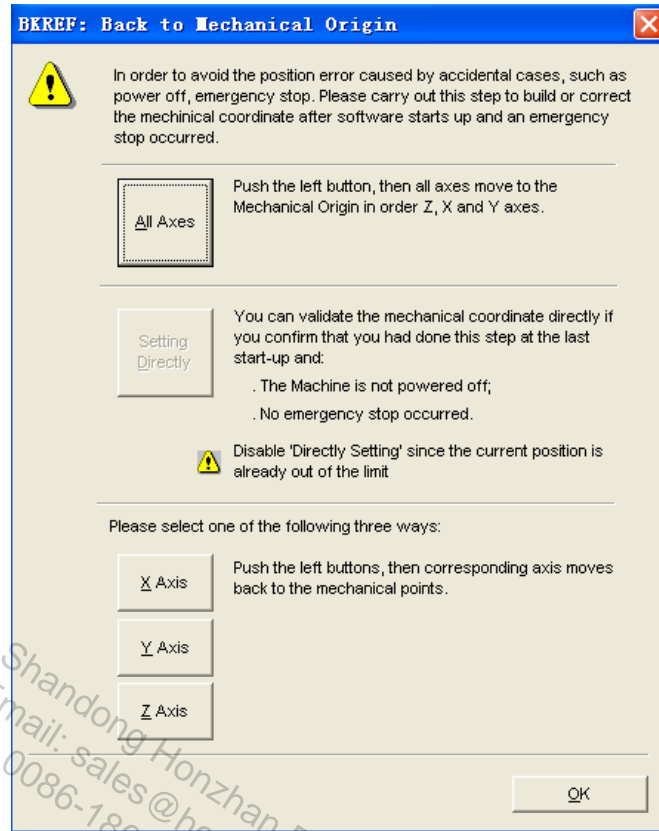 BKREF: Back to Mechanical Origin
In order to avoid the position error caused by accidental cases, such as
power off, emergency stop. Please carry out this step to build or correct
the mechinical coordinate after software starts up and an emergency
stop occurred.
All Axes
Push the left button, then all axes move to the
Mechanical Origin in order Z, X and Y axes.
Setting
Directly
You can validate the mechanical coordinate directly if
you confirm that you had done this step at the last
start-up and:
. The Machine is not powered off;
. No emergency stop occurred.
Disable 'Directly Setting' since the current position is
already out of the limit
Please select one of the following three ways:
X Axis
Push the left buttons, then corresponding axis moves
back to the mechanical points.
Y Axis
Z Axis
OK
Shandong Honzhan
sales@